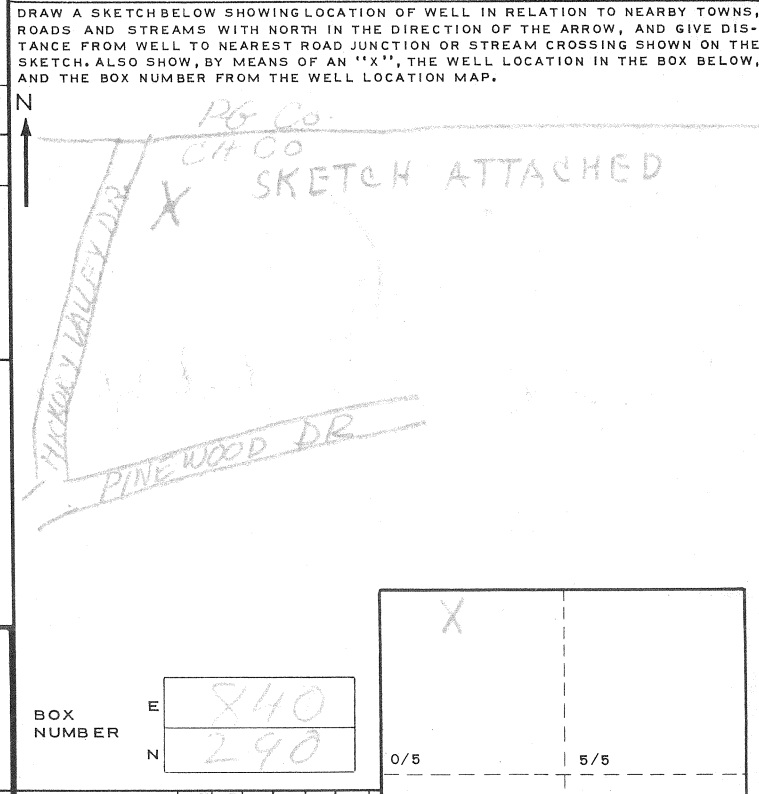 DRAW A SKETCH BELOW SHOWING LOCATION OF WELL IN RELATION TO NEARBY TOWNS,
ROADS AND STREAMS WITH NORTH IN THE DIRECTION OF THE ARROW, AND GIVE DIS-
TANCE FROM WELL TO NEAREST ROAD JUNCTION OR STREAM CROSSING SHOWN ON THE
SKETCH. ALSO SHOW, BY MEANS OF AN "X", THE WELL LOCATION IN THE BOX BELOW,
AND THE BOX NUMBER FROM THE WELL LOCATION MAP.
N
PG Co.
CH Co
SKETCH ATTACHED
X
HICKORY VALLEY DR
PINEWOOD DR
X
BOX
NUMBER
E 840
N 290
0/5 5/5